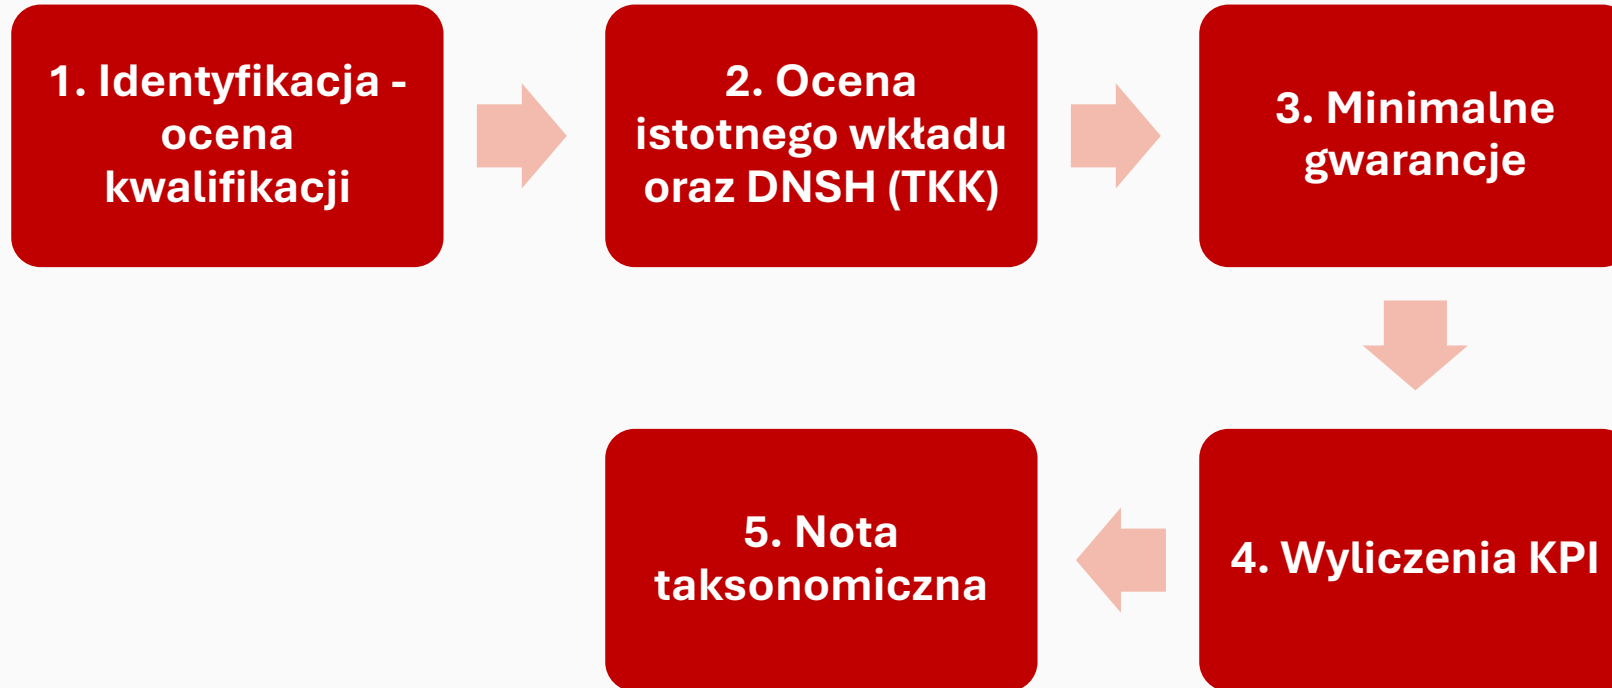 1. Identyfikacja -
ocena
kwalifikacji
2. Ocena
istotnego wkładu
oraz DNSH (TKK)
3. Minimalne
gwarancje
4. Wyliczenia KPI
5. Nota
taksonomiczna